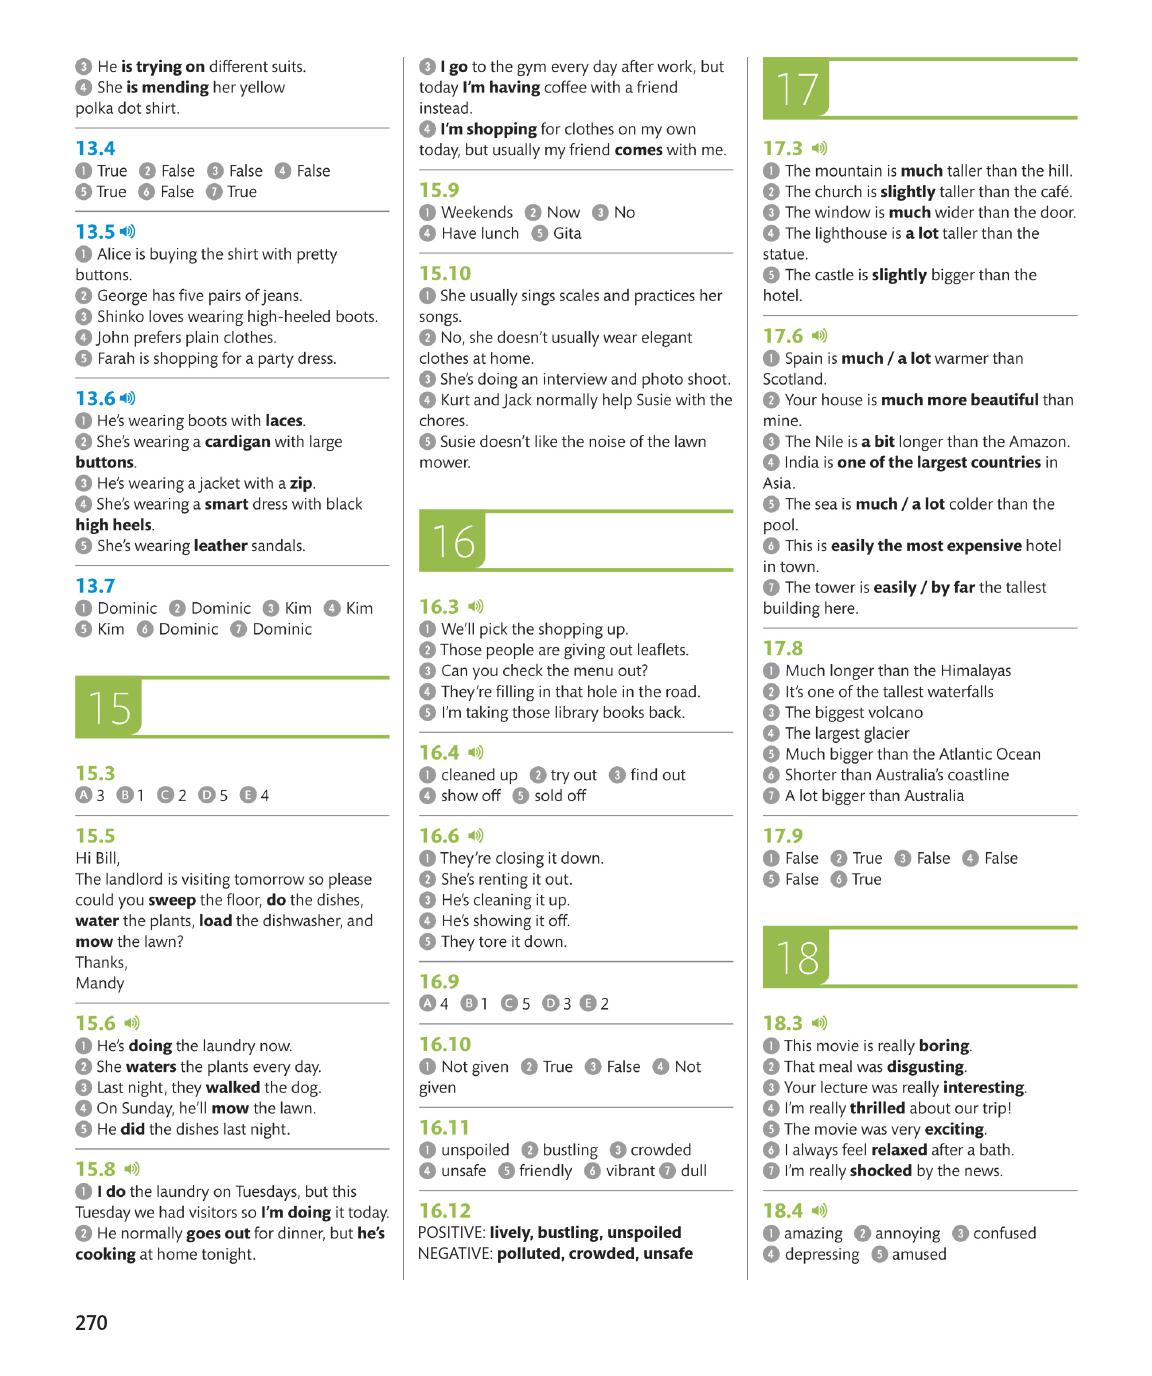 3 He is trying on different suits.
4 She is mending her yellow
polka dot shirt.
13.4
1 True 2 False 3 False 4 False
5 True 6 False 7 True
13.5
1 Alice is buying the shirt with pretty
buttons.
2 George has five pairs of jeans.
3 Shinko loves wearing high-heeled boots.
4 John prefers plain clothes.
5 Farah is shopping for a party dress.
13.6
1 He's wearing boots with laces.
2 She's wearing a cardigan with large
buttons.
3 He's wearing a jacket with a zip.
4 She's wearing a smart dress with black
high heels.
5 She's wearing leather sandals.
13.7
1 Dominic 2 Dominic 3 Kim 4 Kim
5 Kim 6 Dominic 7 Dominic
15
15.3
A 3 B 1 C 2 D 5 E 4
15.5
Hi Bill,
The landlord is visiting tomorrow so please
could you sweep the floor, do the dishes,
water the plants, load the dishwasher, and
mow the lawn?
Thanks,
Mandy
15.6
1 He's doing the laundry now.
2 She waters the plants every day.
3 Last night, they walked the dog.
4 On Sunday, he'll mow the lawn.
5 He did the dishes last night.
15.8
1 I do the laundry on Tuesdays, but this
Tuesday we had visitors so I'm doing it today.
2 He normally goes out for dinner, but he's
cooking at home tonight.
3 I go to the gym every day after work, but
today I'm having coffee with a friend
instead.
4 I'm shopping for clothes on my own
today, but usually my friend comes with me.
15.9
1 Weekends 2 Now 3 No
4 Have lunch 5 Gita
15.10
1 She usually sings scales and practices her
songs.
2 No, she doesn't usually wear elegant
clothes at home.
3 She's doing an interview and photo shoot.
4 Kurt and Jack normally help Susie with the
chores.
5 Susie doesn't like the noise of the lawn
mower.
16
16.3
1 We'll pick the shopping up.
2 Those people are giving out leaflets.
3 Can you check the menu out?
4 They're filling in that hole in the road.
5 I'm taking those library books back.
16.4
1 cleaned up 2 try out 3 find out
4 show off 5 sold off
16.6
1 They're closing it down.
2 She's renting it out.
3 He's cleaning it up.
4 He's showing it off.
5 They tore it down.
16.9
A 4 B 1 C 5 D 3 E 2
16.10
1 Not given 2 True 3 False 4 Not
given
16.11
1 unspoiled 2 bustling 3 crowded
4 unsafe 5 friendly 6 vibrant 7 dull
16.12
POSITIVE: lively, bustling, unspoiled
NEGATIVE: polluted, crowded, unsafe
17
17.3
1 The mountain is much taller than the hill.
2 The church is slightly taller than the café.
3 The window is much wider than the door.
4 The lighthouse is a lot taller than the
statue.
5 The castle is slightly bigger than the
hotel.
17.6
1 Spain is much / a lot warmer than
Scotland.
2 Your house is much more beautiful than
mine.
3 The Nile is a bit longer than the Amazon.
4 India is one of the largest countries in
Asia.
5 The sea is much / a lot colder than the
pool.
6 This is easily the most expensive hotel
in town.
7 The tower is easily / by far the tallest
building here.
17.8
1 Much longer than the Himalayas
2 It's one of the tallest waterfalls
3 The biggest volcano
4 The largest glacier
5 Much bigger than the Atlantic Ocean
6 Shorter than Australia's coastline
7 A lot bigger than Australia
17.9
1 False 2 True 3 False 4 False
5 False 6 True
18
18.3
1 This movie is really boring.
2 That meal was disgusting.
3 Your lecture was really interesting.
4 I'm really thrilled about our trip!
5 The movie was very exciting.
6 I always feel relaxed after a bath.
7 I'm really shocked by the news.
18.4
1 amazing 2 annoying 3 confused
4 depressing 5 amused
270